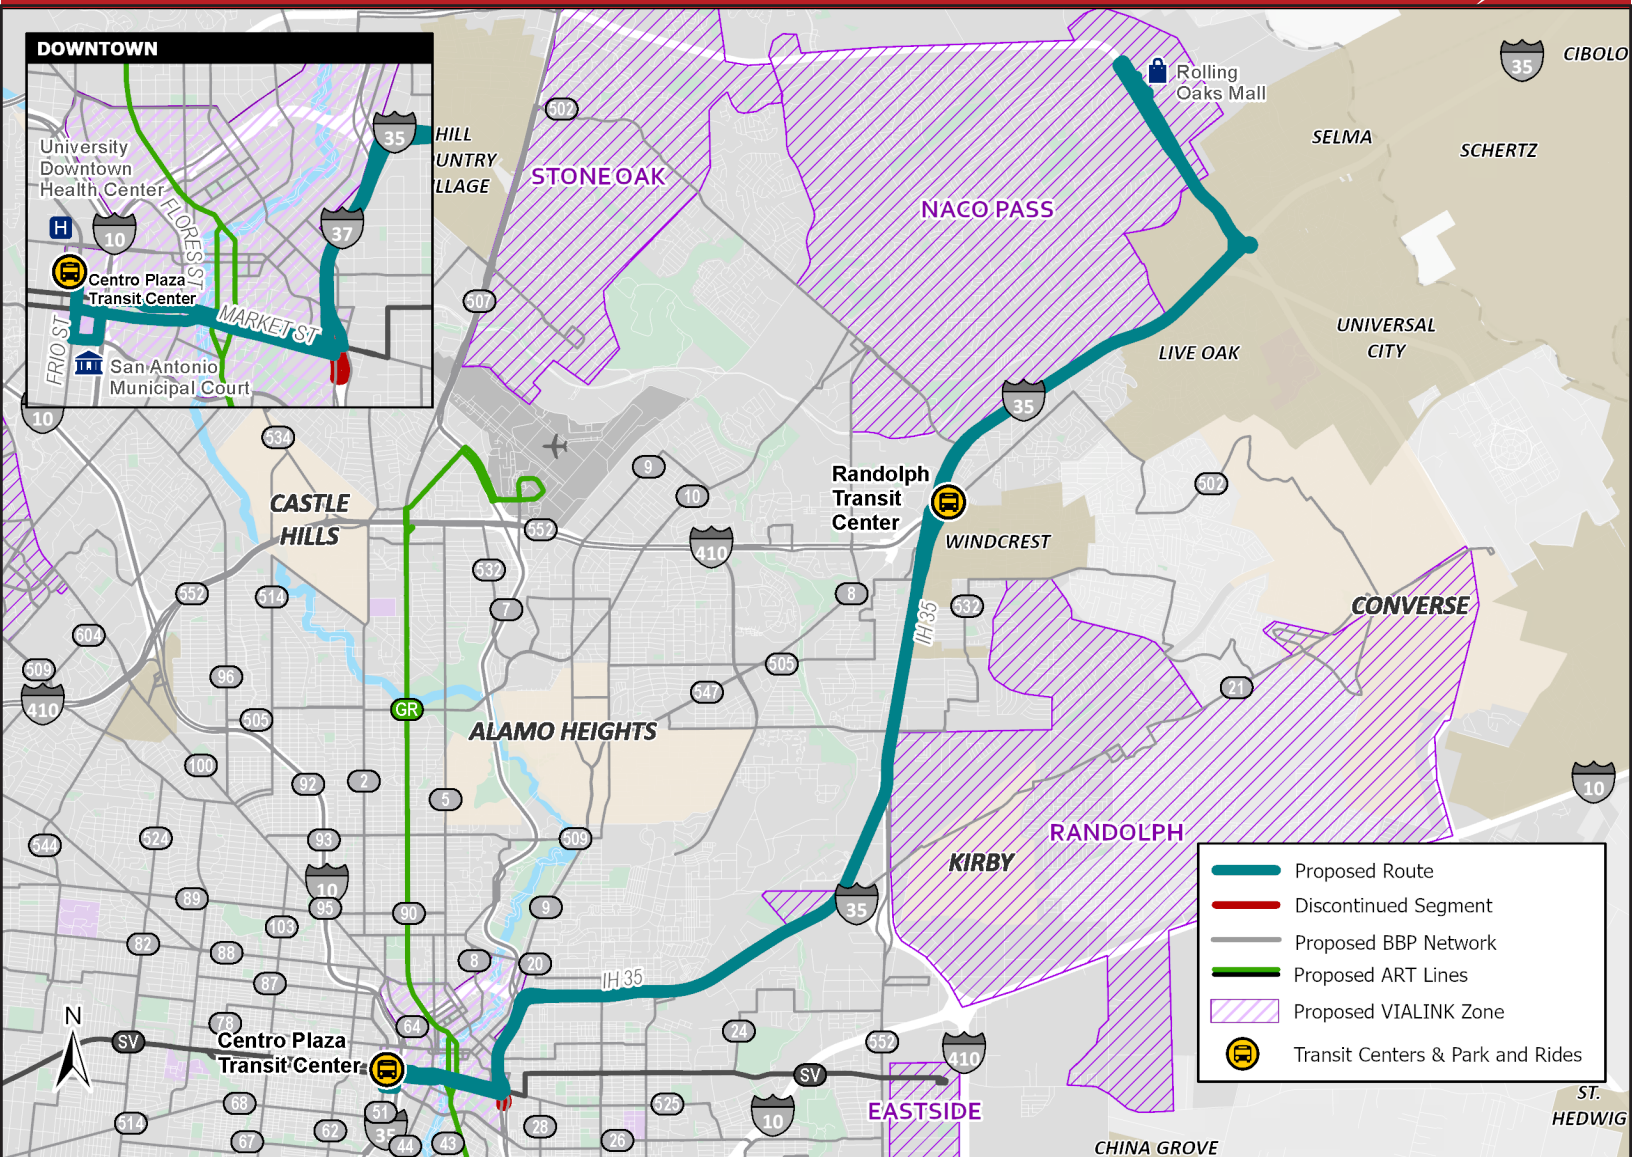 DOWNTOWN
University
Downtown
Health Center
H
10
FLORES ST
35
37
Centro Plaza
Transit Center
MARKET ST
FRIO ST
San Antonio
Municipal Court
HILL
UNTRY
ILLAGE
502
STONE OAK
NACO PASS
Rolling
Oaks Mall
35
CIBOLO
SELMA
SCHERTZ
507
UNIVERSAL
CITY
LIVE OAK
35
10
534
CASTLE
HILLS
9
10
Randolph
Transit
Center
502
552
410
WINDCREST
532
552
514
7
8
532
IH 35
CONVERSE
604
509
96
505
410
547
21
GR
505
ALAMO HEIGHTS
100
92
2
5
10
544
524
93
509
RANDOLPH
KIRBY
10
89
95
90
9
35
103
82
88
8
20
87
IH 35
N
78
64
SV
Centro Plaza
Transit Center
24
552
410
SV
68
51
525
10
EASTSIDE
514
62
35
28
67
44
43
26
CHINA GROVE
ST.
HEDWIG
Proposed Route
Discontinued Segment
Proposed BBP Network
Proposed ART Lines
Proposed VIALINK Zone
Transit Centers & Park and Rides